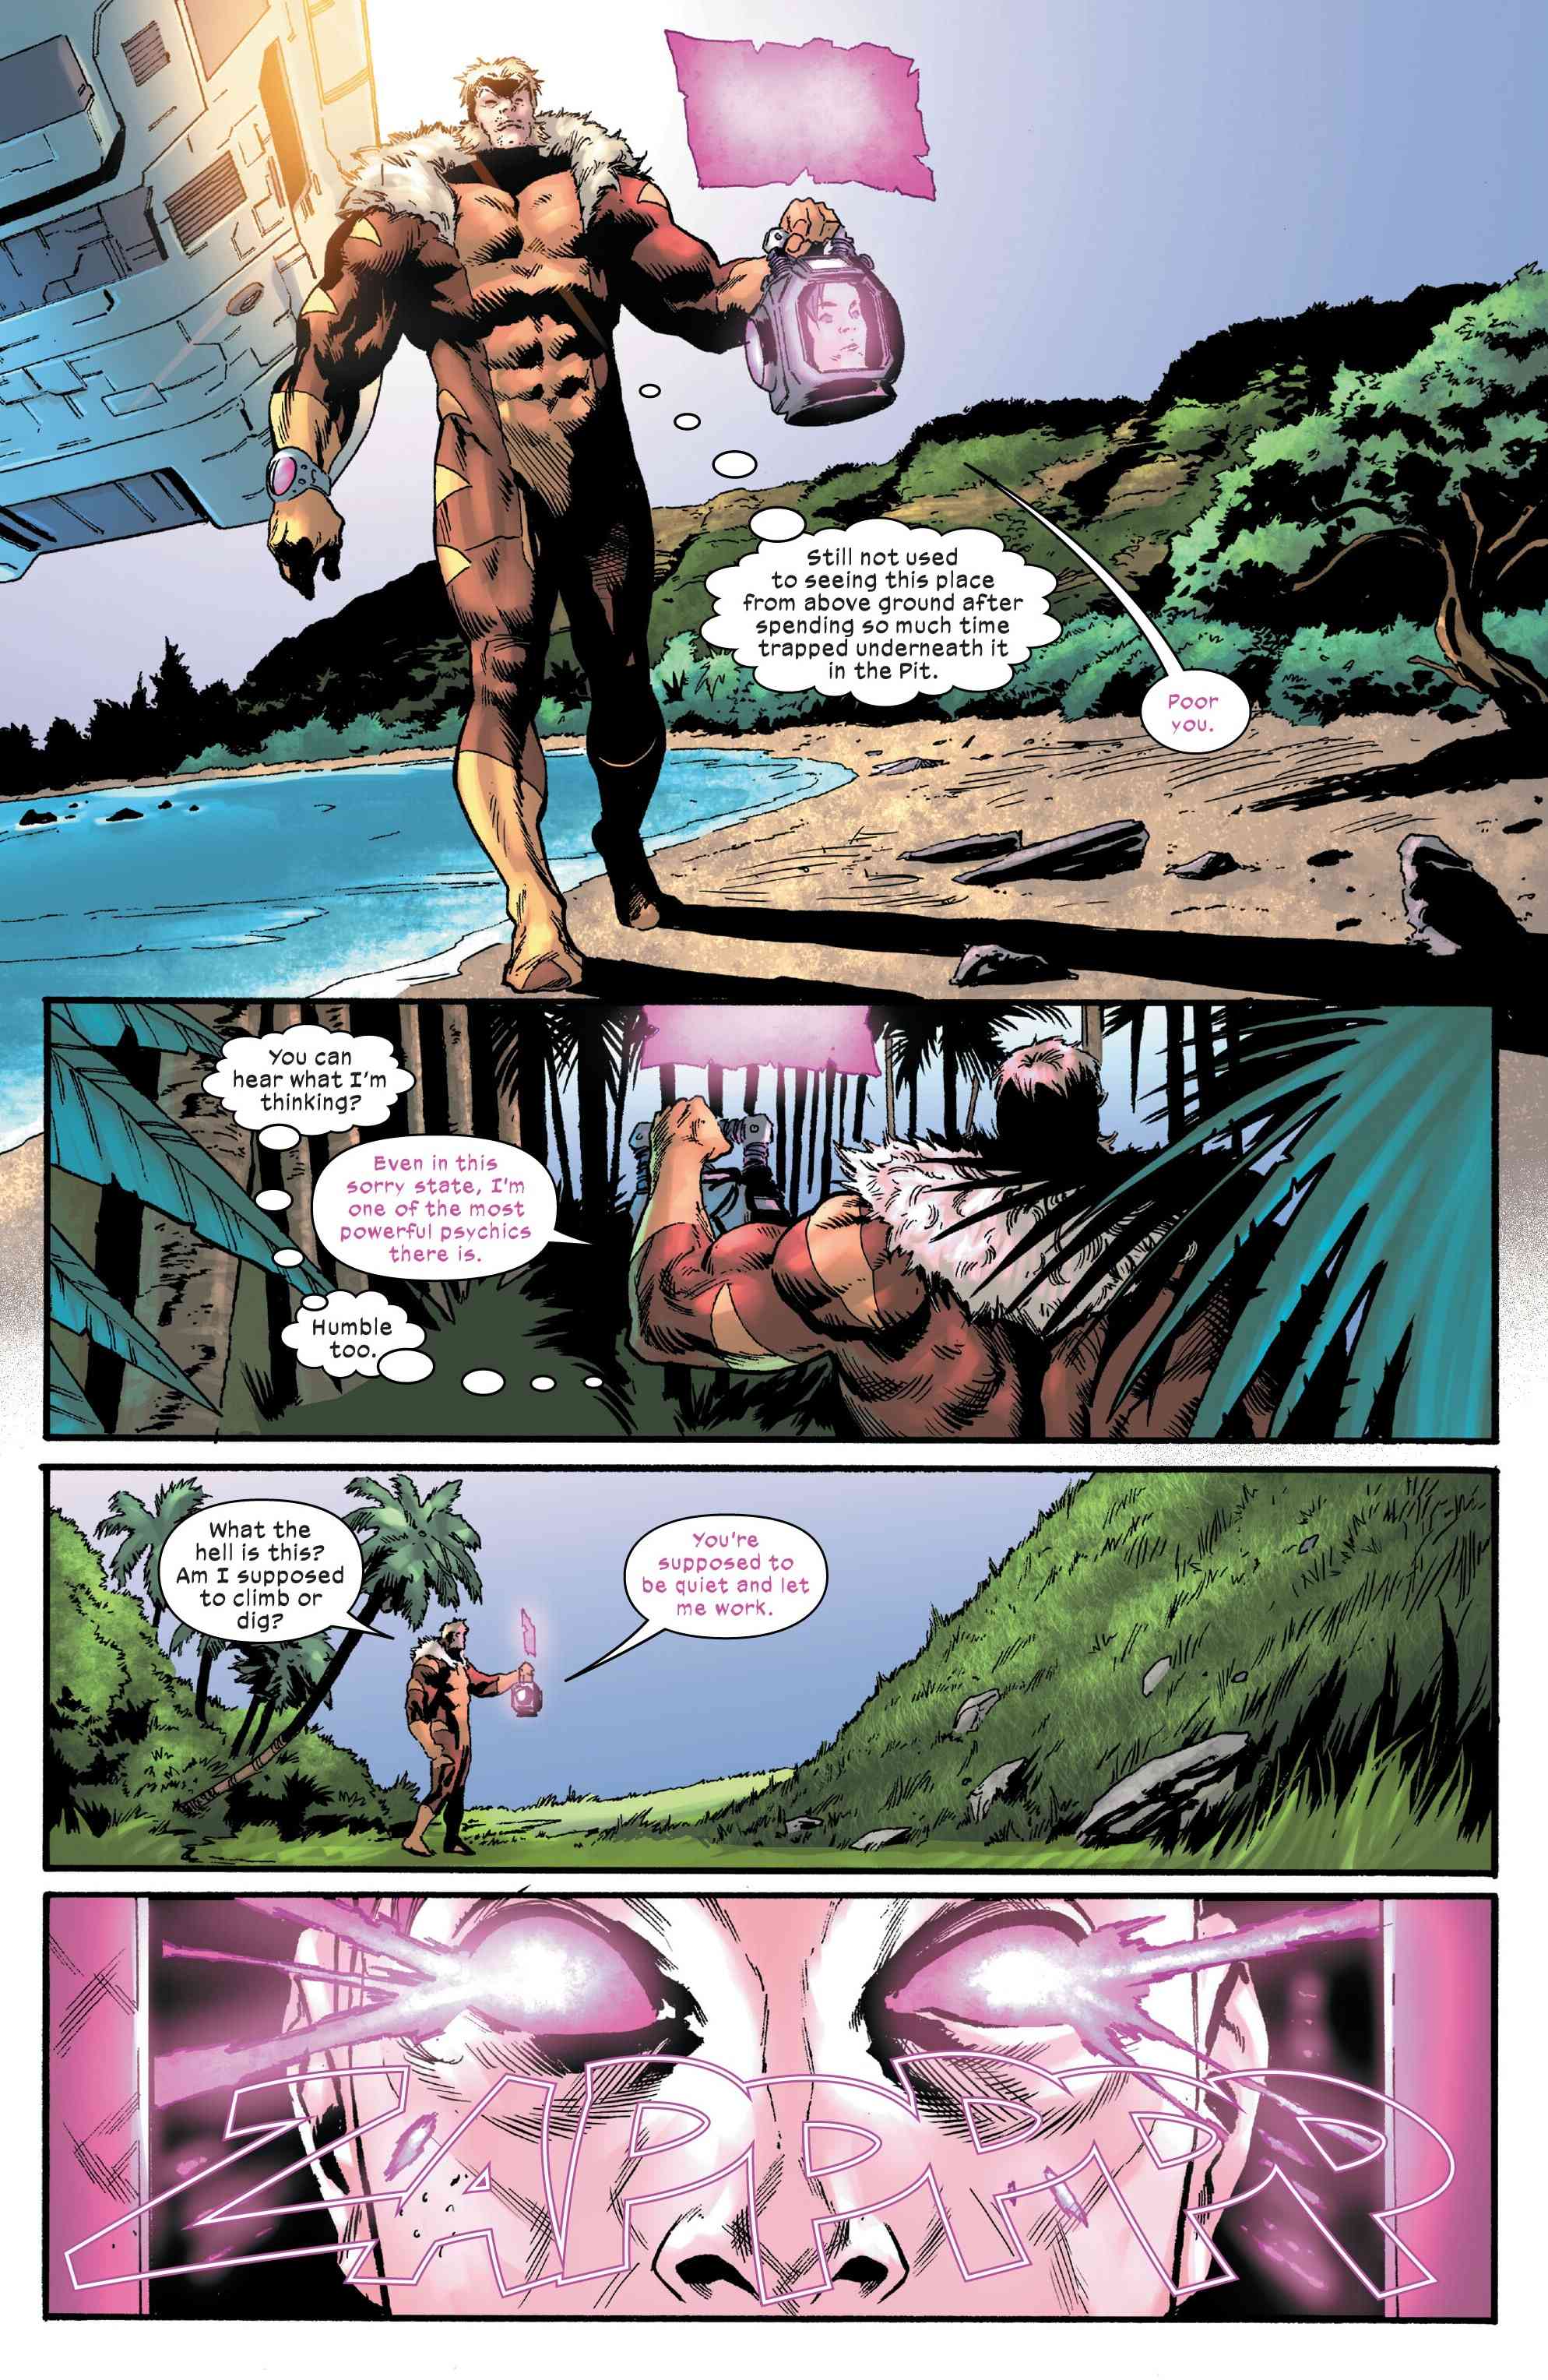 Still not used
to seeing this place
from above ground after
spending so much time
trapped underneath it
in the Pit.
Poor
you.
You can
hear what I'm
thinking?
Even in this
sorry state, I'm
one of the most
powerful psychics
there is.
Humble
too.
What the
hell is this?
Am I supposed
to climb or
dig?
You're
supposed to
be quiet and let
me work.
ZAPPPPP